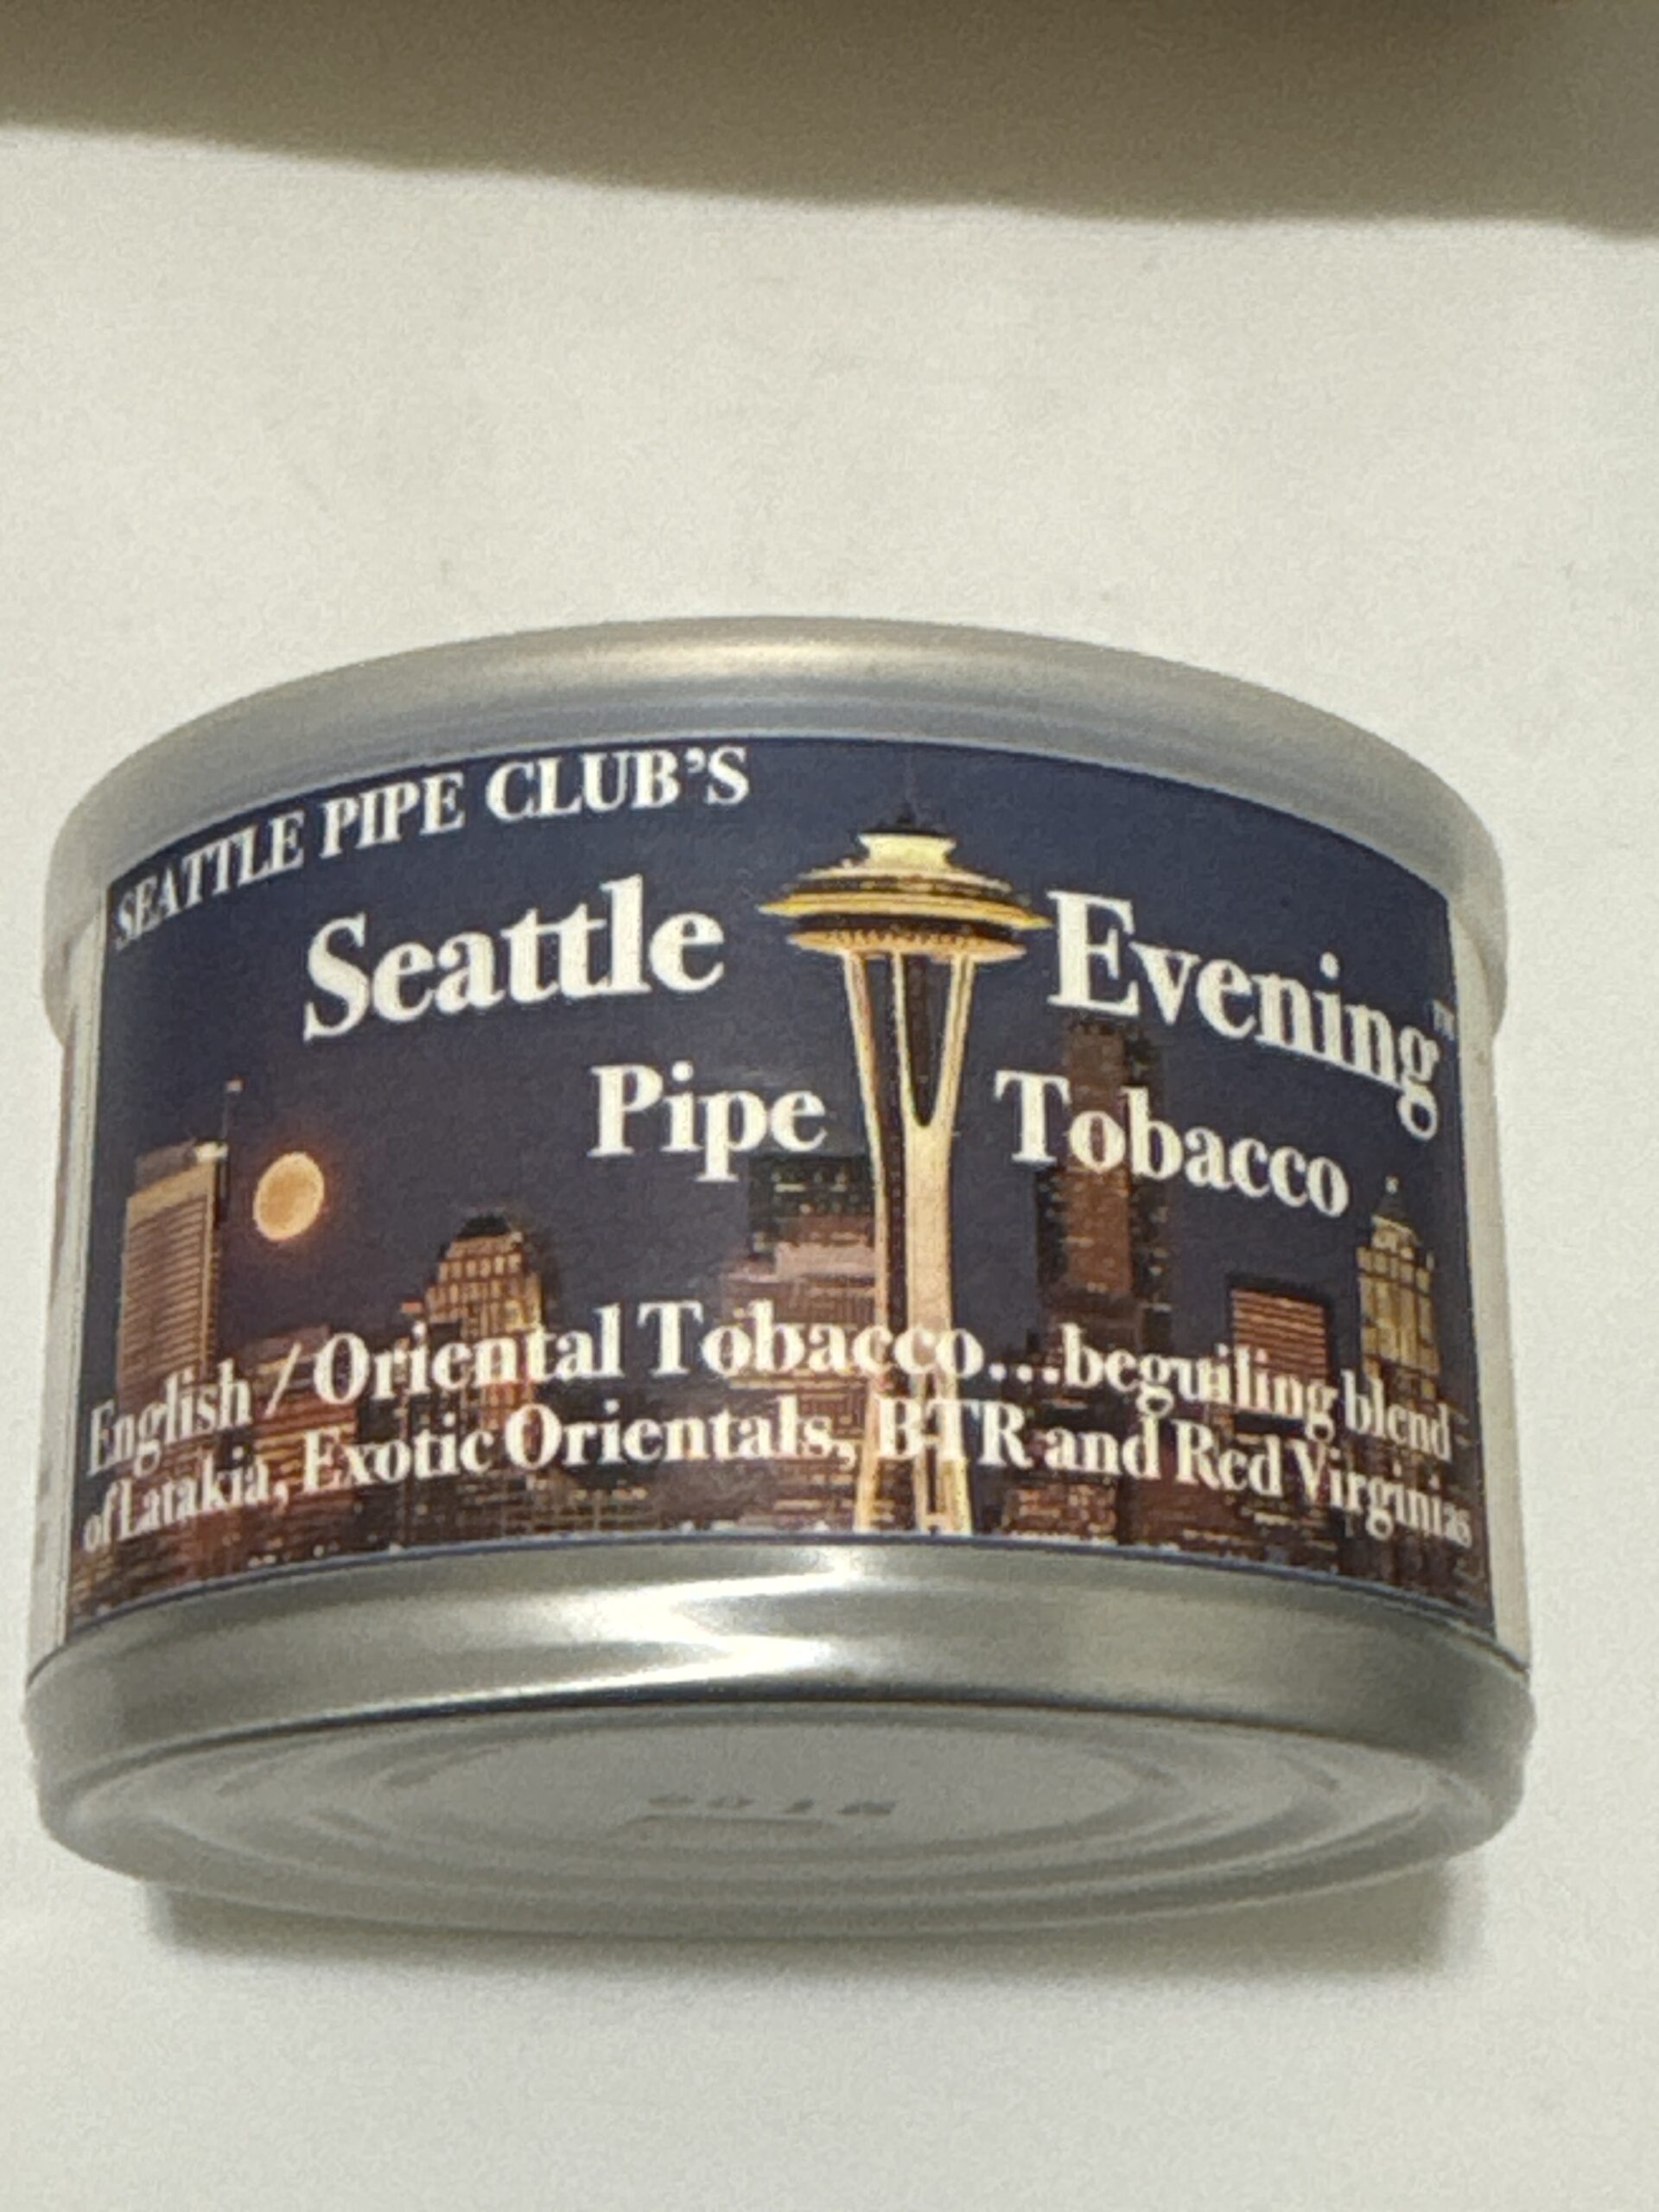 SEATTLE PIPE CLUB'S
Seattle Evening™
Pipe Tobacco
English / Oriental Tobacco...beguiling blend
of Latakia, Exotic Orientals, BTR and Red Virginias